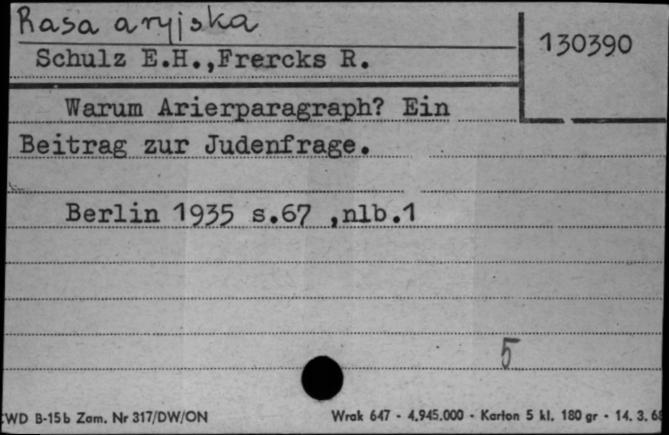 Rasa aryjska
130390
Schulz E.H.,Frercks R.
Warum Arierparagraph? Ein
Beitrag zur Judenfrage.
Berlin 1935 s.67 ,nlb.1
5
WD B-15b Zam. Nr 317/DW/ON
Wrak 647 - 4.945.000 - Karton 5 kl. 180 gr - 14. 3. 68